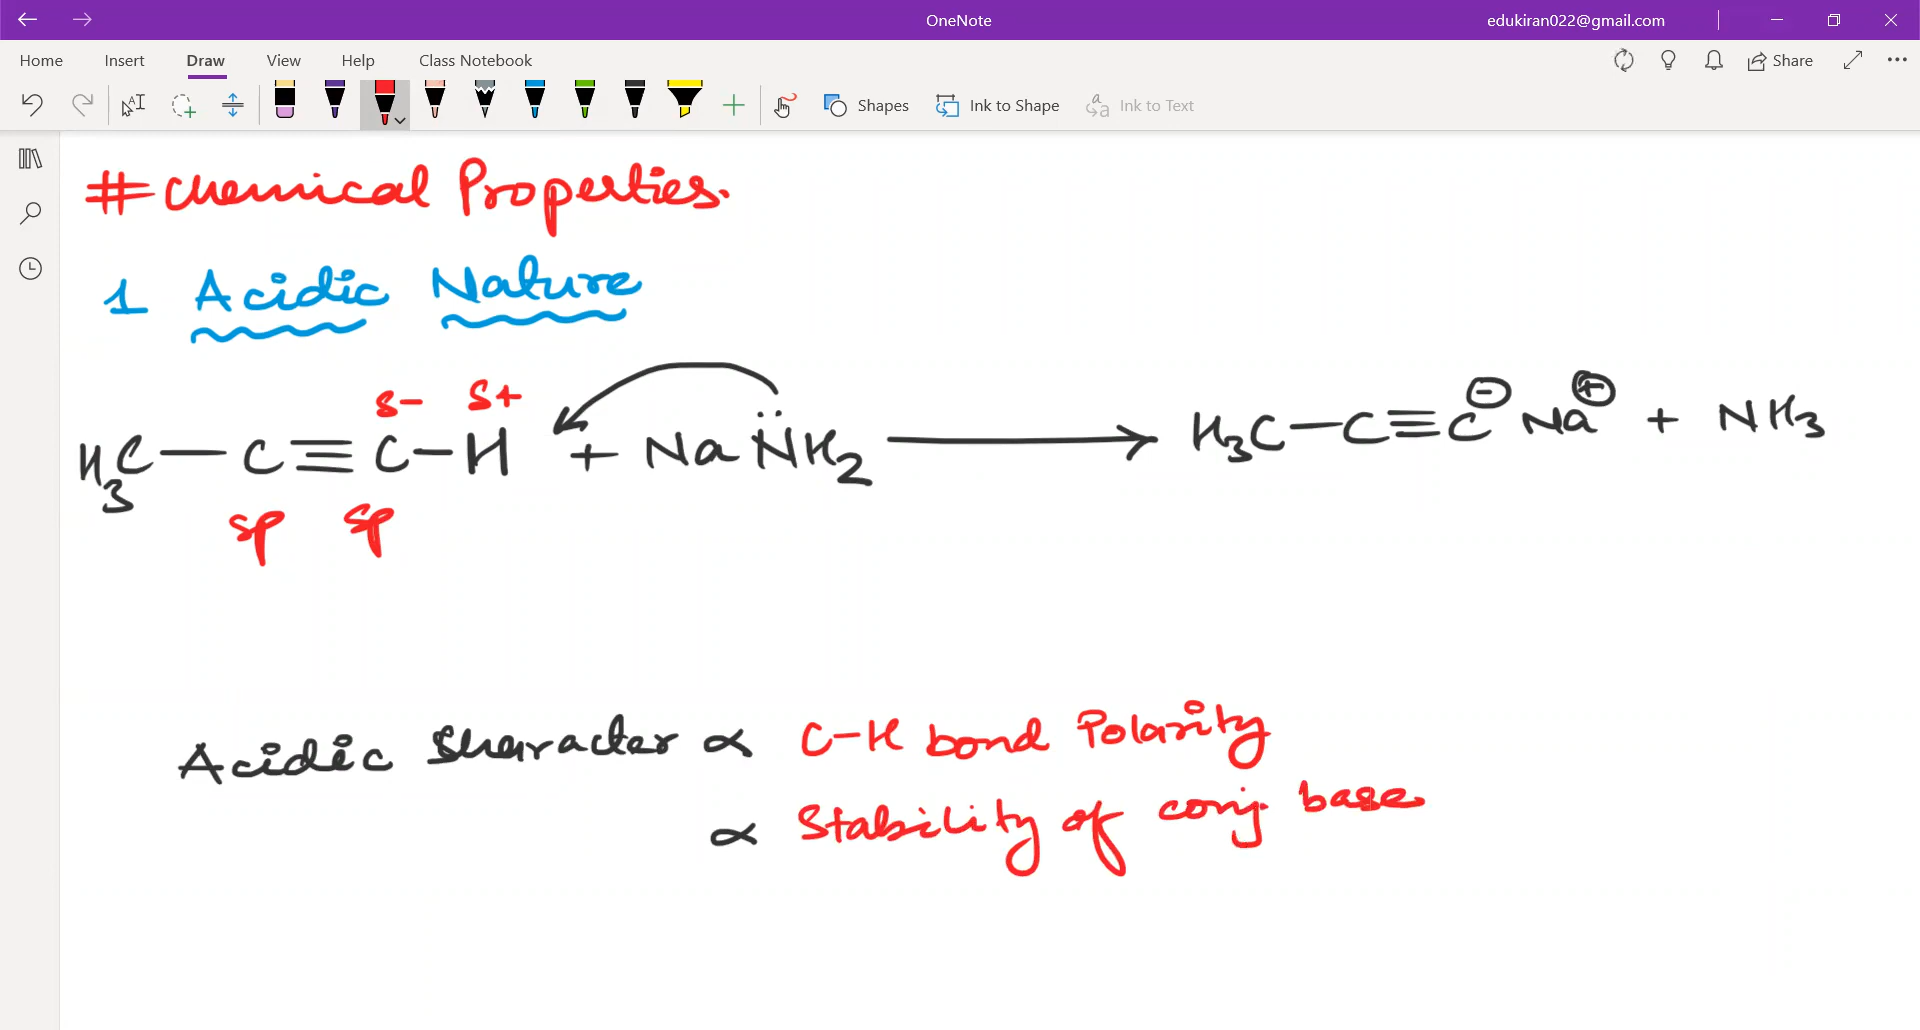 OneNote
edukiran022@gmail.com
Home Insert Draw View Help Class Notebook
Share
Shapes Ink to Shape Ink to Text
# Chemical Properties.
1 Acidic Nature
δ- δ+
H3C — C ≡ C — H + Na N̈H2 ⟶ H3C — C ≡ C⊖ Na⊕ + NH3
sp sp
Acidic character ∝ C-H bond Polarity
∝ Stability of conj base.